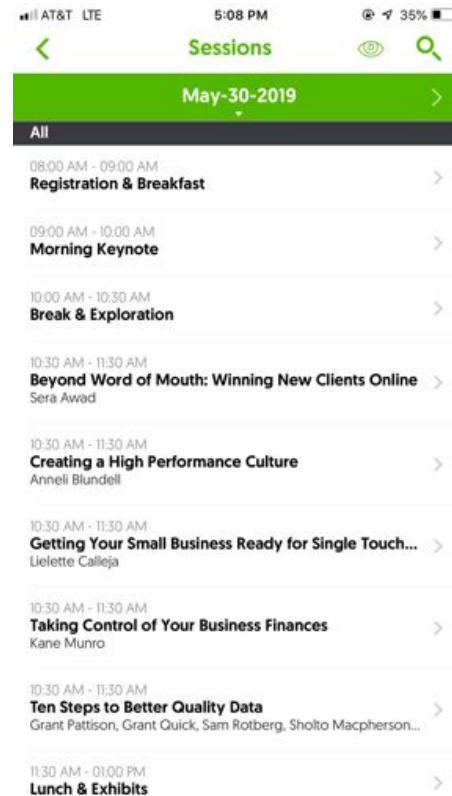 AT&T LTE 5:08 PM 35%
Sessions
May-30-2019
All
08:00 AM - 09:00 AM
Registration & Breakfast
09:00 AM - 10:00 AM
Morning Keynote
10:00 AM - 10:30 AM
Break & Exploration
10:30 AM - 11:30 AM
Beyond Word of Mouth: Winning New Clients Online
Sera Awad
10:30 AM - 11:30 AM
Creating a High Performance Culture
Anneli Blundell
10:30 AM - 11:30 AM
Getting Your Small Business Ready for Single Touch...
Lielette Calleja
10:30 AM - 11:30 AM
Taking Control of Your Business Finances
Kane Munro
10:30 AM - 11:30 AM
Ten Steps to Better Quality Data
Grant Pattison, Grant Quick, Sam Rotberg, Sholto Macpherson...
11:30 AM - 01:00 PM
Lunch & Exhibits